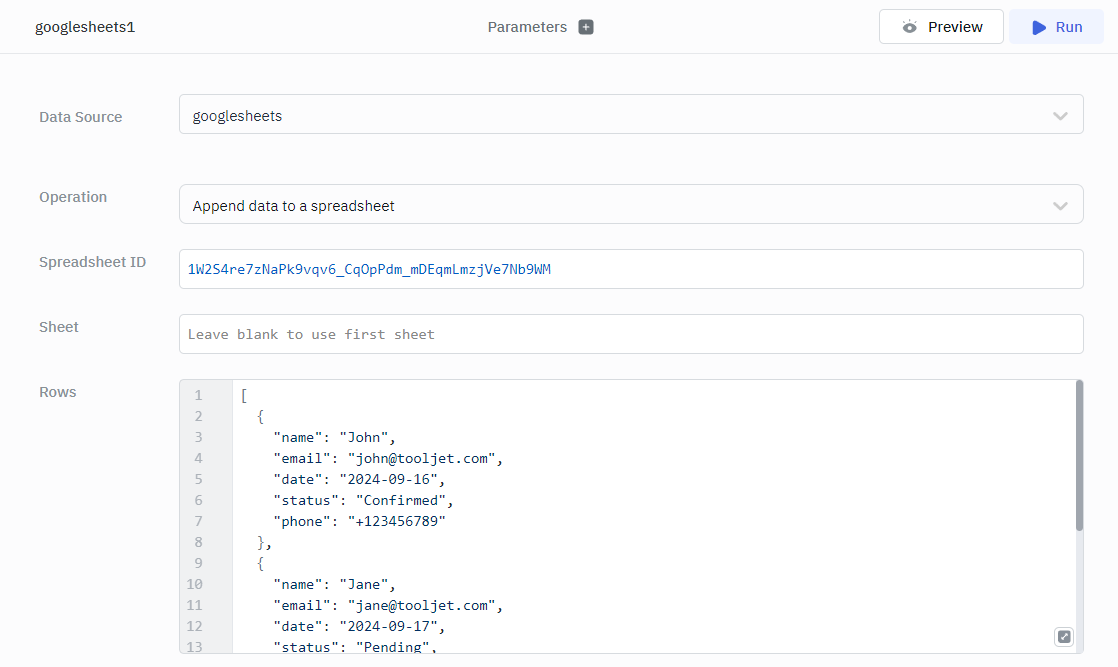 googlesheets1
Parameters +
Preview
Run
Data Source
googlesheets
Operation
Append data to a spreadsheet
Spreadsheet ID
1W2S4re7zNaPk9vqv6_CqOpPdm_mDEqmLmzjVe7Nb9WM
Sheet
Leave blank to use first sheet
Rows
1 [
2 {
3 "name": "John",
4 "email": "john@tooljet.com",
5 "date": "2024-09-16",
6 "status": "Confirmed",
7 "phone": "+123456789"
8 },
9 {
10 "name": "Jane",
11 "email": "jane@tooljet.com",
12 "date": "2024-09-17",
13 "status": "Pending",